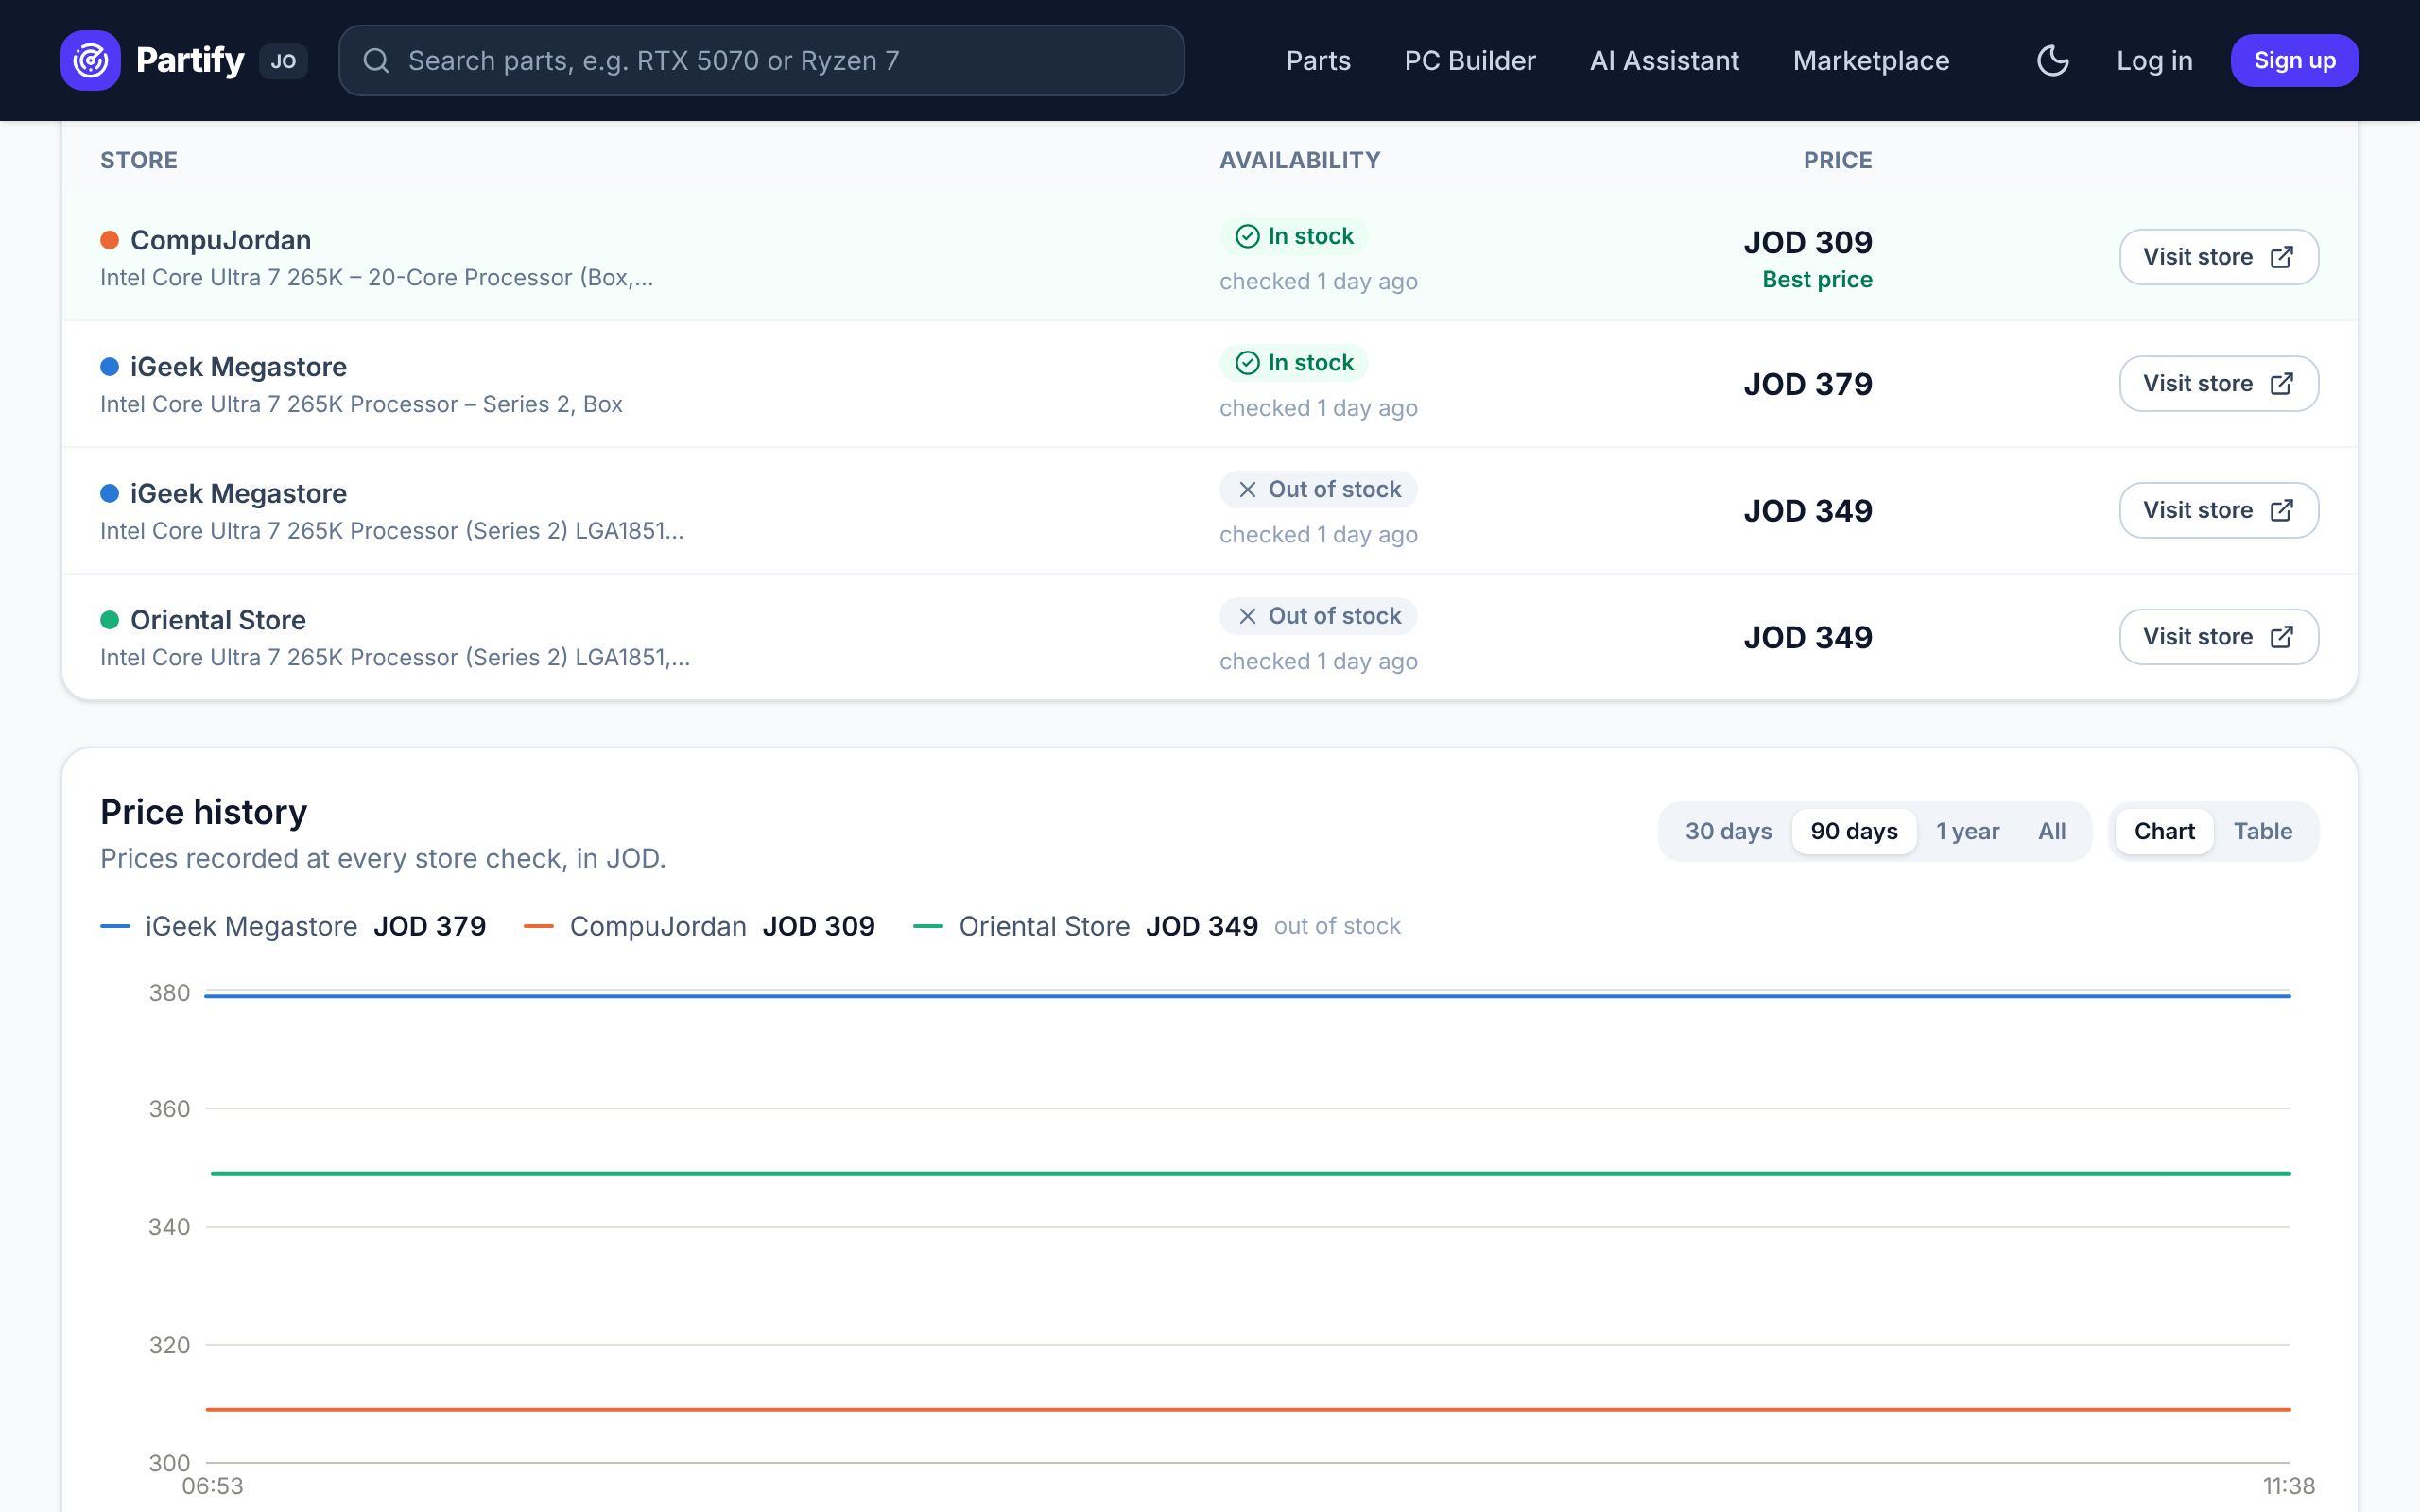 Partify JO Search parts, e.g. RTX 5070 or Ryzen 7 Parts PC Builder AI Assistant Marketplace Log in Sign up
STORE AVAILABILITY PRICE
CompuJordan In stock JOD 309 Visit store
Intel Core Ultra 7 265K – 20-Core Processor (Box,... checked 1 day ago Best price
iGeek Megastore In stock JOD 379 Visit store
Intel Core Ultra 7 265K Processor – Series 2, Box checked 1 day ago
iGeek Megastore Out of stock JOD 349 Visit store
Intel Core Ultra 7 265K Processor (Series 2) LGA1851... checked 1 day ago
Oriental Store Out of stock JOD 349 Visit store
Intel Core Ultra 7 265K Processor (Series 2) LGA1851,... checked 1 day ago
Price history 30 days 90 days 1 year All Chart Table
Prices recorded at every store check, in JOD.
iGeek Megastore JOD 379 CompuJordan JOD 309 Oriental Store JOD 349 out of stock
380
360
340
320
300
06:53 11:38